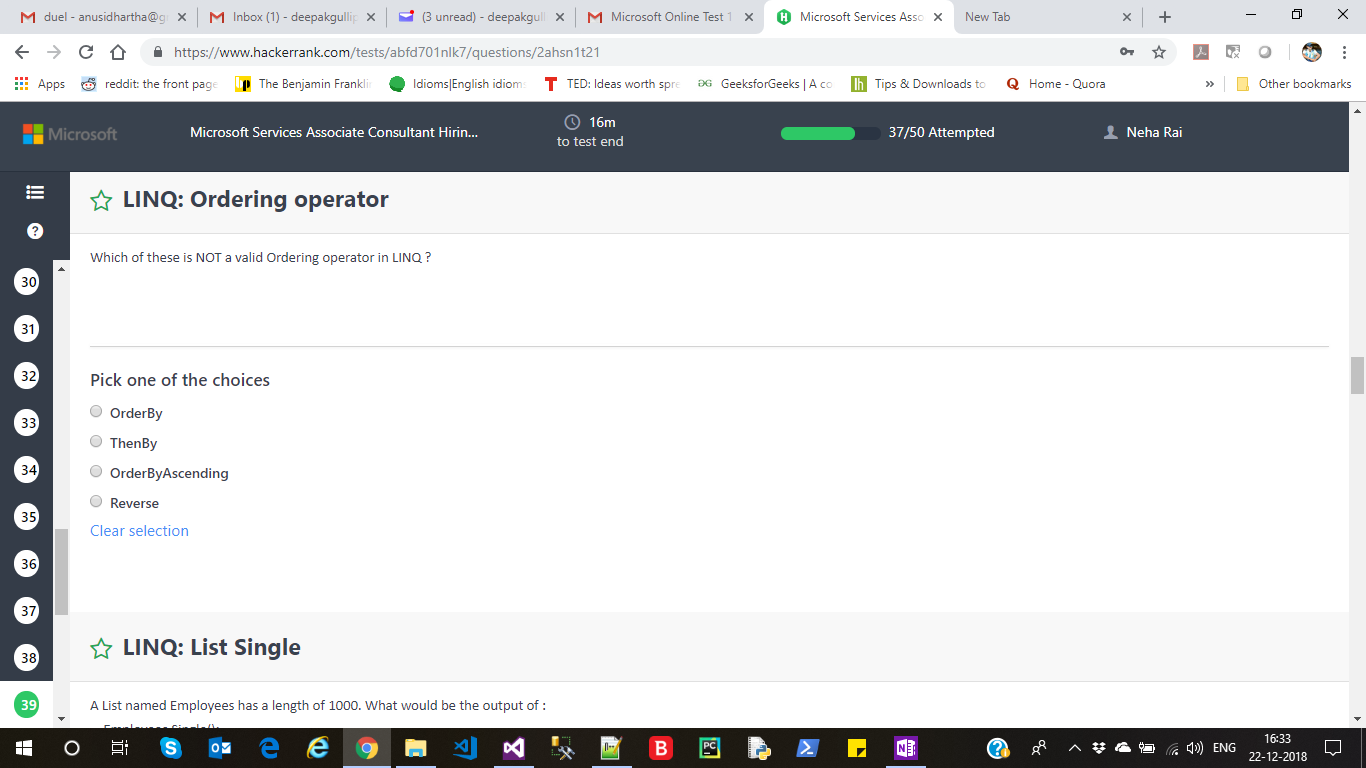 duel - anusidhartha@g
Inbox (1) - deepakgullip
(3 unread) - deepakgull
Microsoft Online Test 1
Microsoft Services Asso
New Tab
https://www.hackerrank.com/tests/abfd701nlk7/questions/2ahsn1t21
Apps
reddit: the front page
The Benjamin Franklin
Idioms|English idioms
TED: Ideas worth spre
GeeksforGeeks | A co
Tips & Downloads to
Home - Quora
»
Other bookmarks
Microsoft
Microsoft Services Associate Consultant Hirin...
16m
to test end
37/50 Attempted
Neha Rai
?
30
31
32
33
34
35
36
37
38
39
LINQ: Ordering operator
Which of these is NOT a valid Ordering operator in LINQ ?
Pick one of the choices
OrderBy
ThenBy
OrderByAscending
Reverse
Clear selection
LINQ: List Single
A List named Employees has a length of 1000. What would be the output of :
Employees.Single();
ENG
16:33
22-12-2018